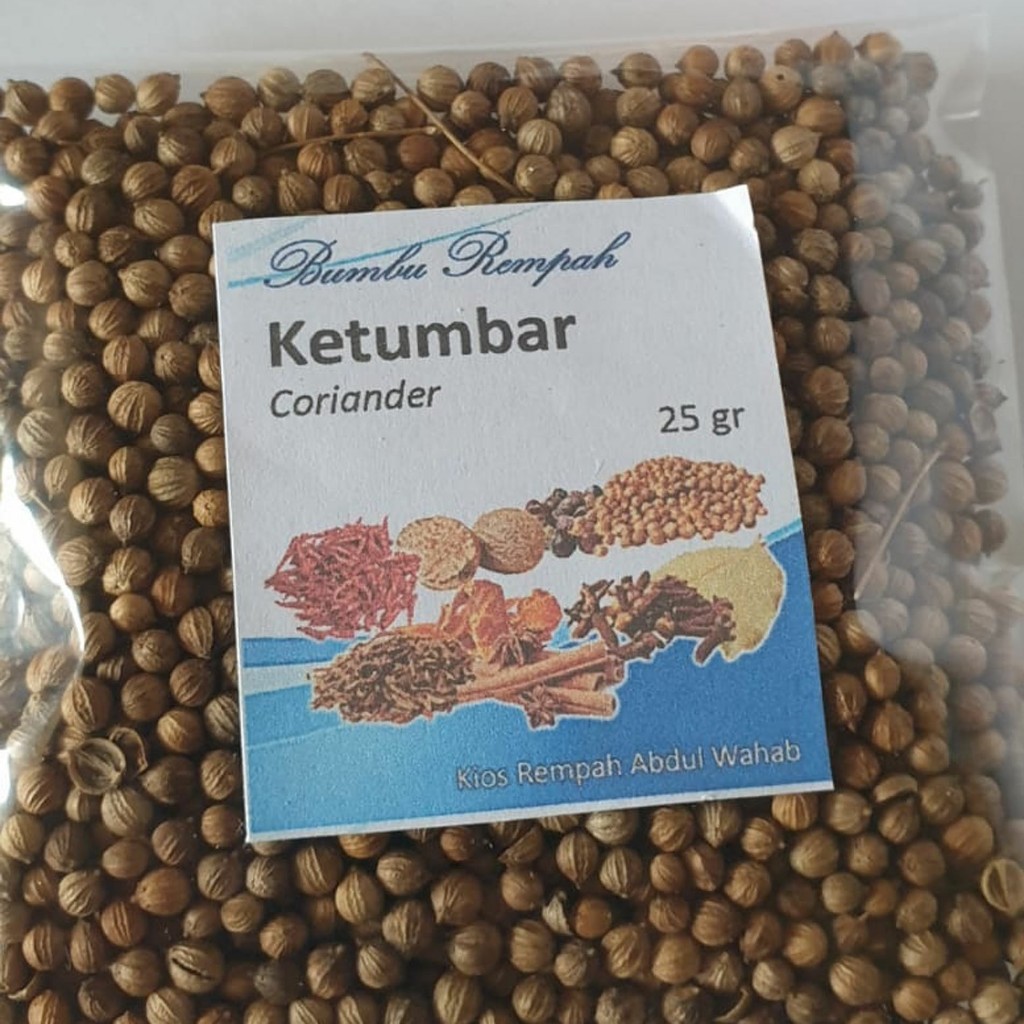 Bumbu Rempah
Ketumbar
Coriander
25 gr
Kios Rempah Abdul Wahab